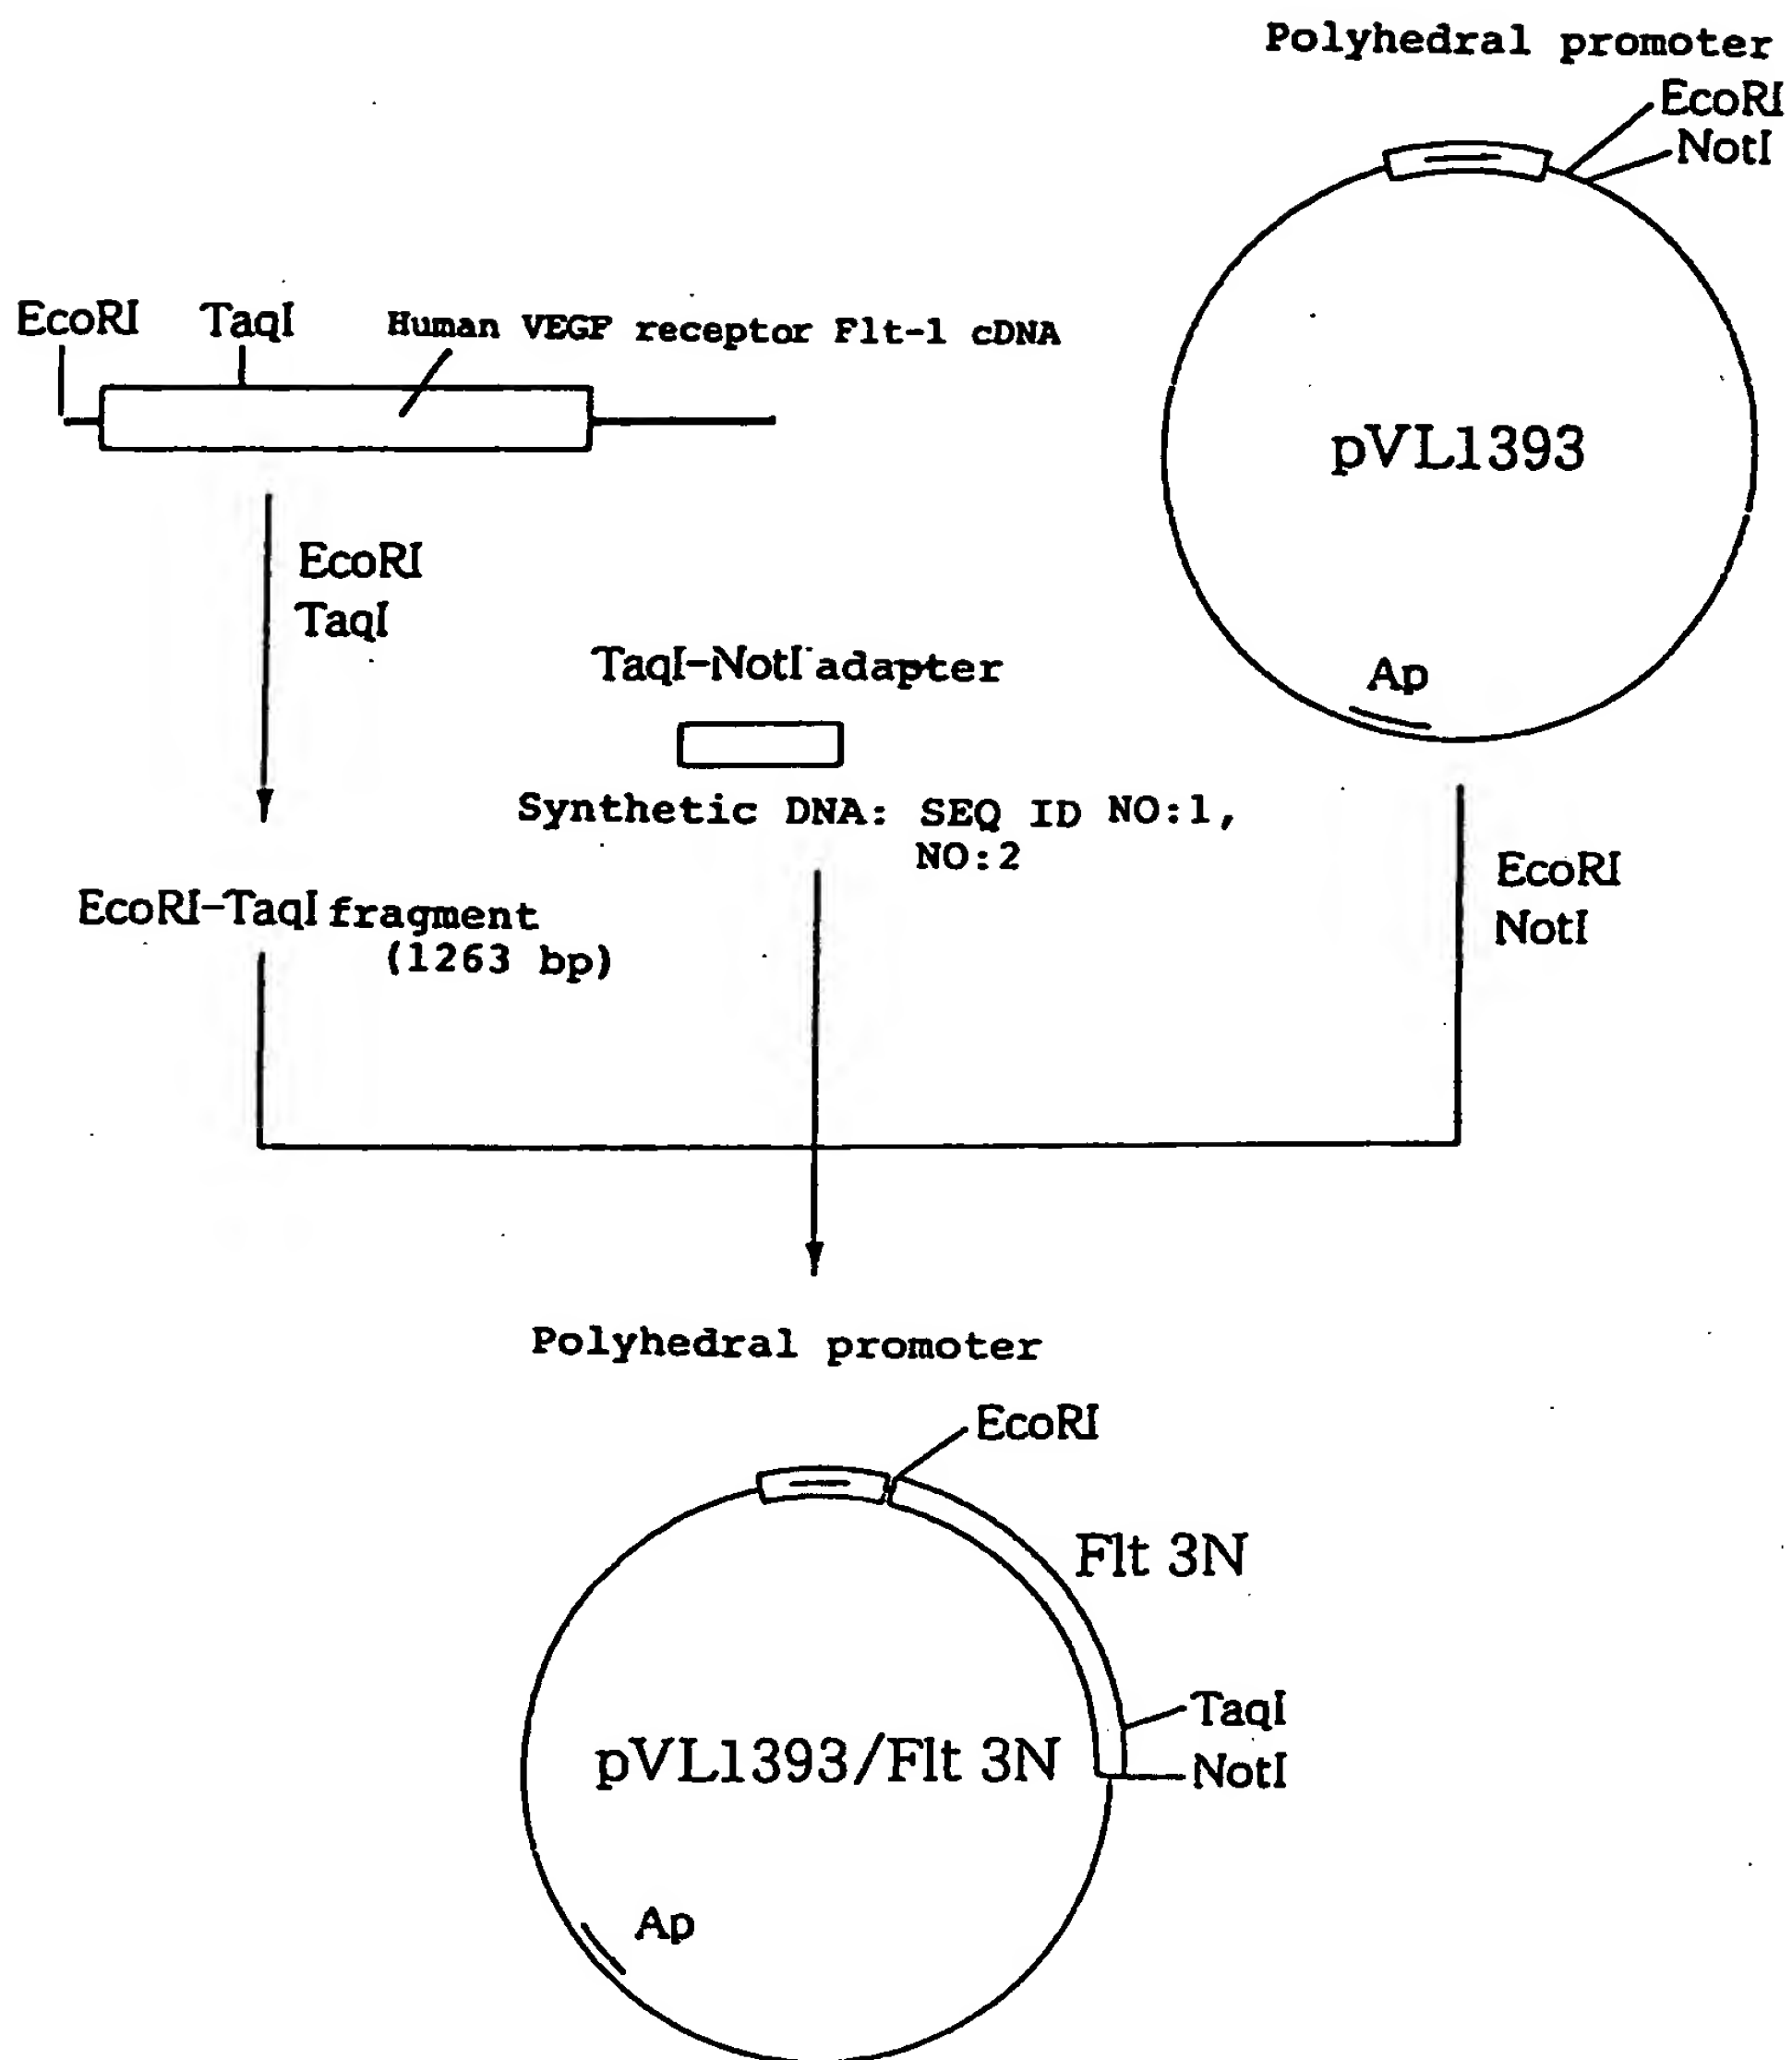 Polyhedral promoter
EcoRI
NotI
EcoRI
TaqI
Human VEGF receptor Flt-1 cDNA
pVL1393
EcoRI
TaqI
TaqI-NotI adapter
Ap
Synthetic DNA: SEQ ID NO:1,
NO:2
EcoRI
NotI
EcoRI-TaqI fragment
(1263 bp)
Polyhedral promoter
EcoRI
Flt 3N
TaqI
pVL1393/Flt 3N
NotI
Ap